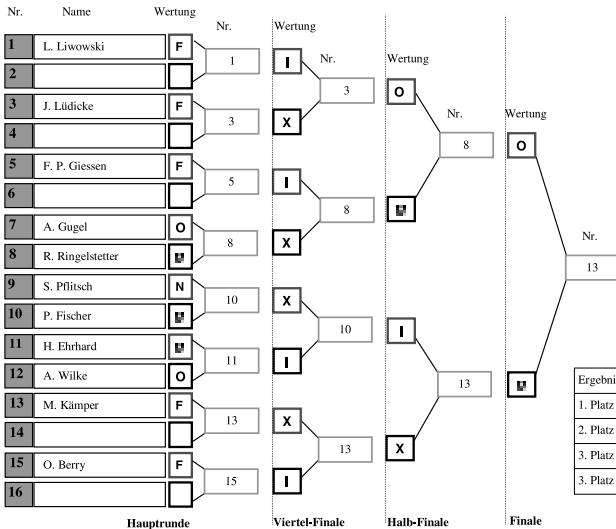 Nr. Name Wertung
Nr. Wertung
1 L. Liwowski F
1 I Nr. Wertung
2
3 O
3 J. Lüdicke F
3 X Nr. Wertung
4
8 O
5 F. P. Giessen F
5 I
6
8
7 A. Gugel O
8 X Nr.
8 R. Ringelstetter
13
9 S. Pflitsch N
10 X
10 P. Fischer
10 I
11 H. Ehrhard
11 I
12 A. Wilke O
13
13 M. Kämper F
13 X
14
13 X
15 O. Berry F
15 I
16
Ergebni
1. Platz
2. Platz
3. Platz
3. Platz
Hauptrunde Viertel-Finale Halb-Finale Finale